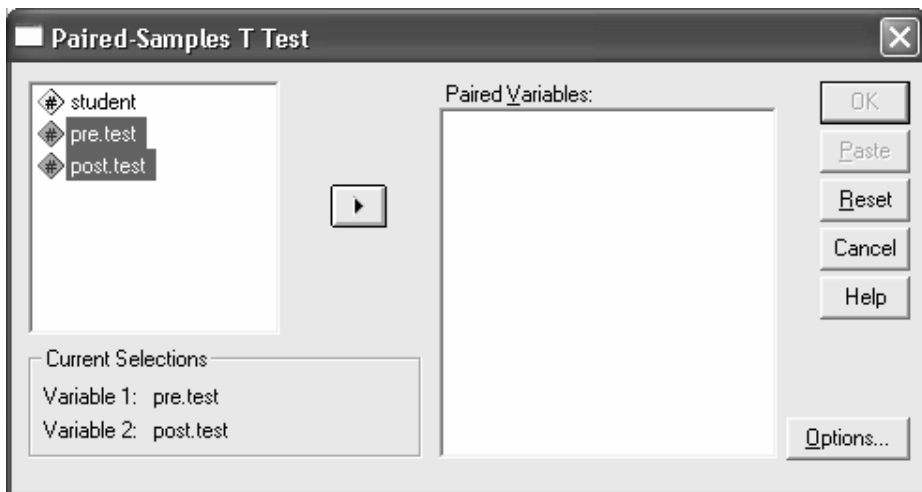 Paired-Samples T Test
student
pre.test
post.test
Current Selections
Variable 1: pre.test
Variable 2: post.test
Paired Variables:
OK
Paste
Reset
Cancel
Help
Options...